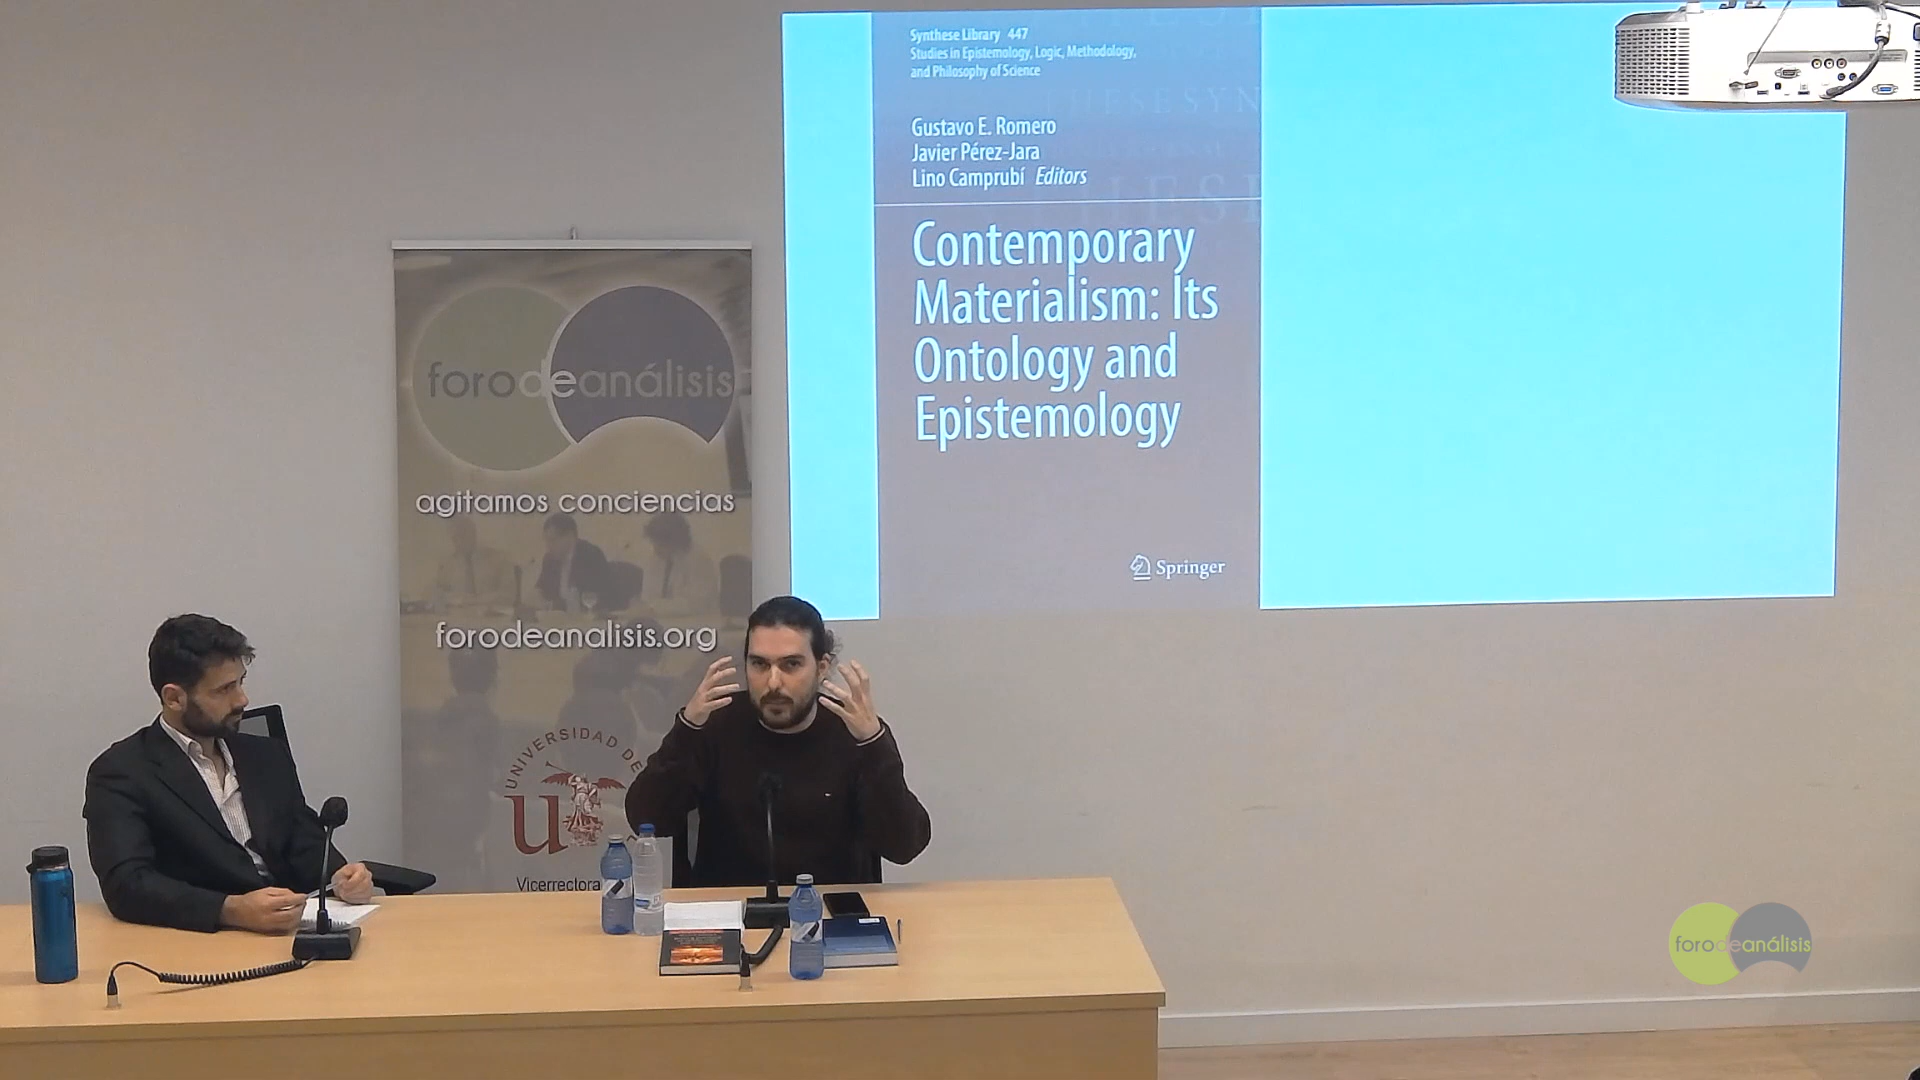 Synthese Library 447
Studies in Epistemology, Logic, Methodology,
and Philosophy of Science
Gustavo E. Romero
Javier Pérez-Jara
Lino Camprubí Editors
Contemporary
Materialism: Its
Ontology and
Epistemology
Springer
forodeanálisis
agitamos conciencias
forodeanalisis.org
UNIVERSIDAD DE
Vicerrectora
forodeanálisis